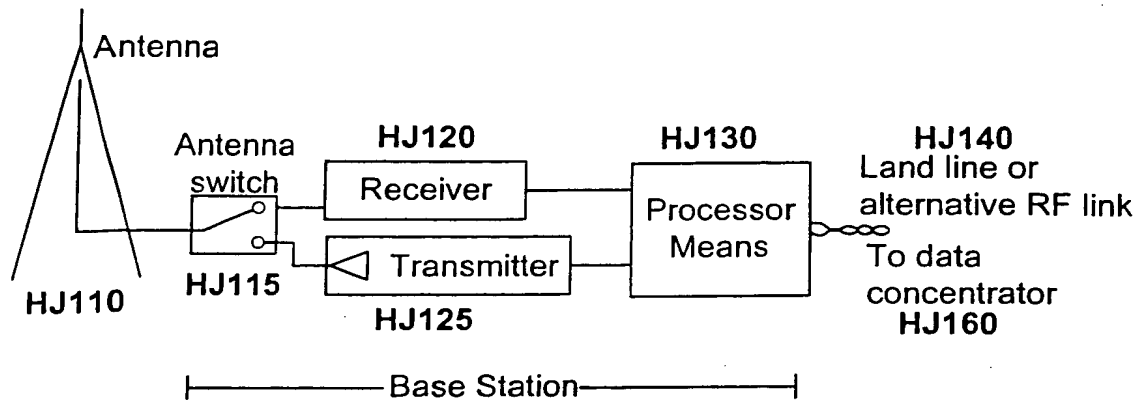 Antenna
HJ110
Antenna
switch
HJ115
HJ120
Receiver
Transmitter
HJ125
HJ130
Processor
Means
HJ140
Land line or
alternative RF link
To data
concentrator
HJ160
Base Station